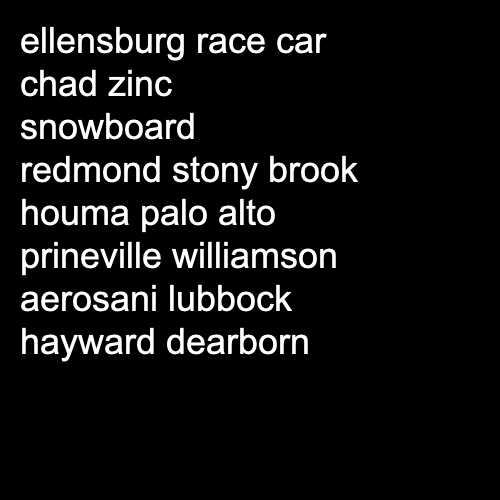 ellensburg race car
chad zinc
snowboard
redmond stony brook
houma palo alto
prineville williamson
aerosani lubbock
hayward dearborn